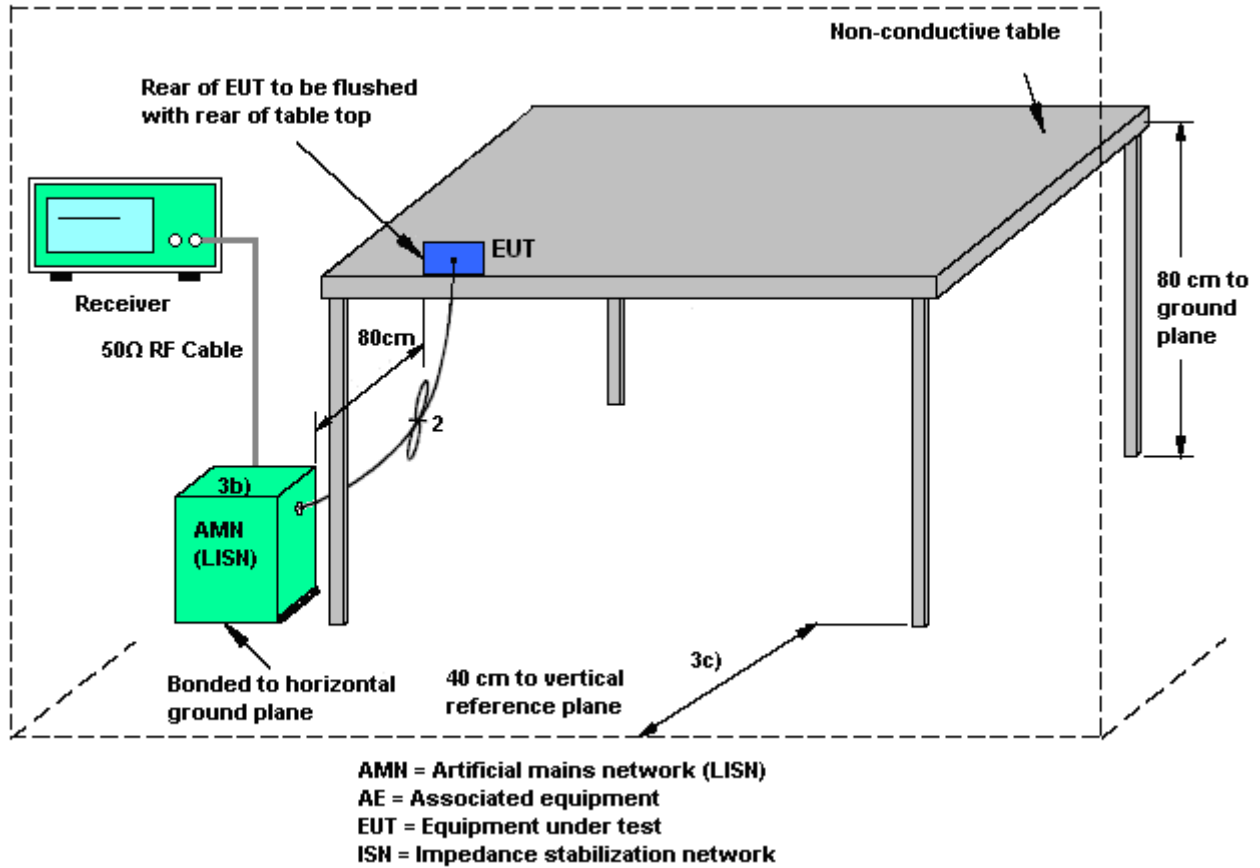 Non-conductive table
Rear of EUT to be flushed
with rear of table top
EUT
Receiver
80cm
80 cm to
ground
plane
50Ω RF Cable
2
3b)
AMN
(LISN)
3c)
Bonded to horizontal
ground plane
40 cm to vertical
reference plane
AMN = Artificial mains network (LISN)
AE = Associated equipment
EUT = Equipment under test
ISN = Impedance stabilization network